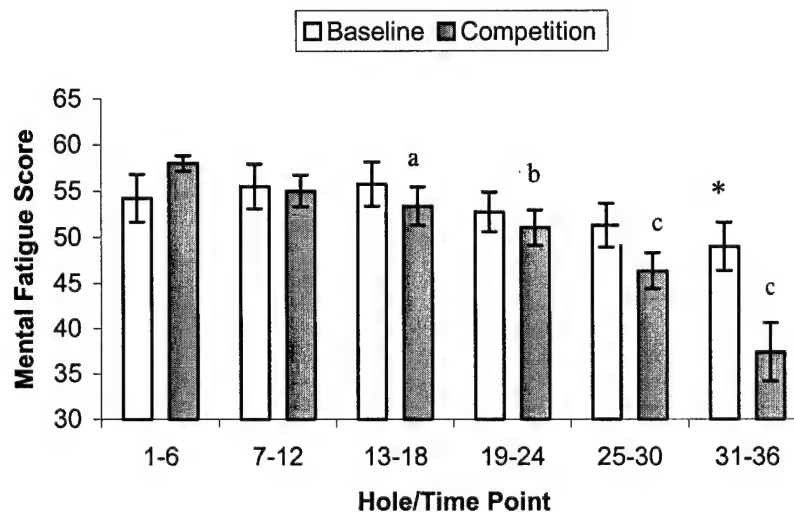 Baseline Competition
Mental Fatigue Score
65
60
55
50
45
40
35
30
a
b
c
*
c
1-6 7-12 13-18 19-24 25-30 31-36
Hole/Time Point